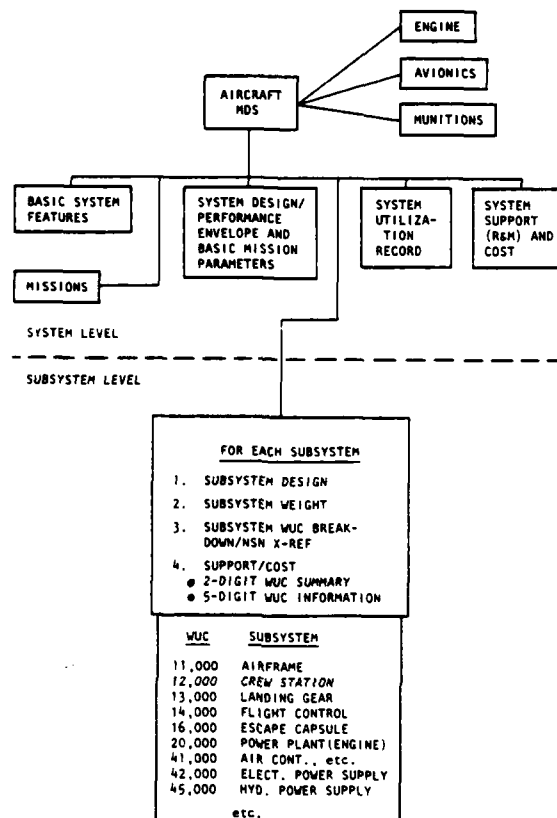 ENGINE
AIRCRAFT
MDS
AVIONICS
MUNITIONS
BASIC SYSTEM
FEATURES
SYSTEM DESIGN/
PERFORMANCE
ENVELOPE AND
BASIC MISSION
PARAMETERS
SYSTEM
UTILIZA-
TION
RECORD
SYSTEM
SUPPORT
(R&M) AND
COST
MISSIONS
SYSTEM LEVEL
SUBSYSTEM LEVEL
FOR EACH SUBSYSTEM
1. SUBSYSTEM DESIGN
2. SUBSYSTEM WEIGHT
3. SUBSYSTEM WUC BREAK-
DOWN/NSN X-REF
4. SUPPORT/COST
● 2-DIGIT WUC SUMMARY
● 5-DIGIT WUC INFORMATION
WUC SUBSYSTEM
11,000 AIRFRAME
12,000 CREW STATION
13,000 LANDING GEAR
14,000 FLIGHT CONTROL
16,000 ESCAPE CAPSULE
20,000 POWER PLANT(ENGINE)
41,000 AIR CONT., etc.
42,000 ELECT. POWER SUPPLY
45,000 HYD. POWER SUPPLY
etc.